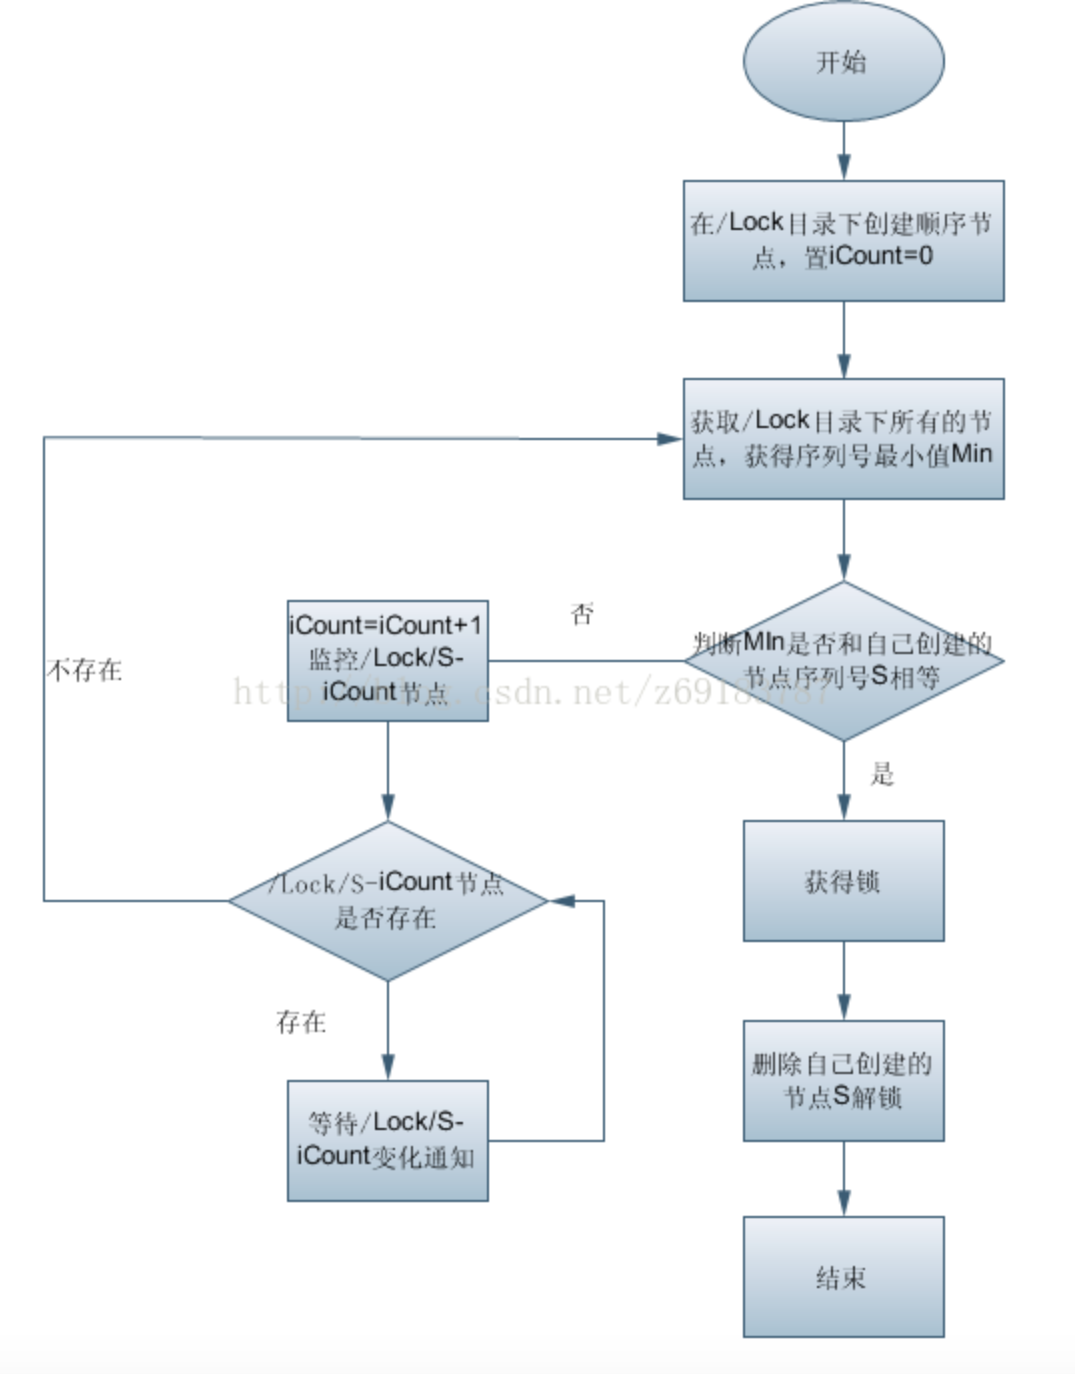 开始
在/Lock目录下创建顺序节
点，置iCount=0
获取/Lock目录下所有的节
点，获得序列号最小值Min
判断MIn是否和自己创建的
节点序列号S相等
否
iCount=iCount+1
监控/Lock/S-
iCount节点
不存在
是
/Lock/S-iCount节点
是否存在
获得锁
存在
等待/Lock/S-
iCount变化通知
删除自己创建的
节点S解锁
结束